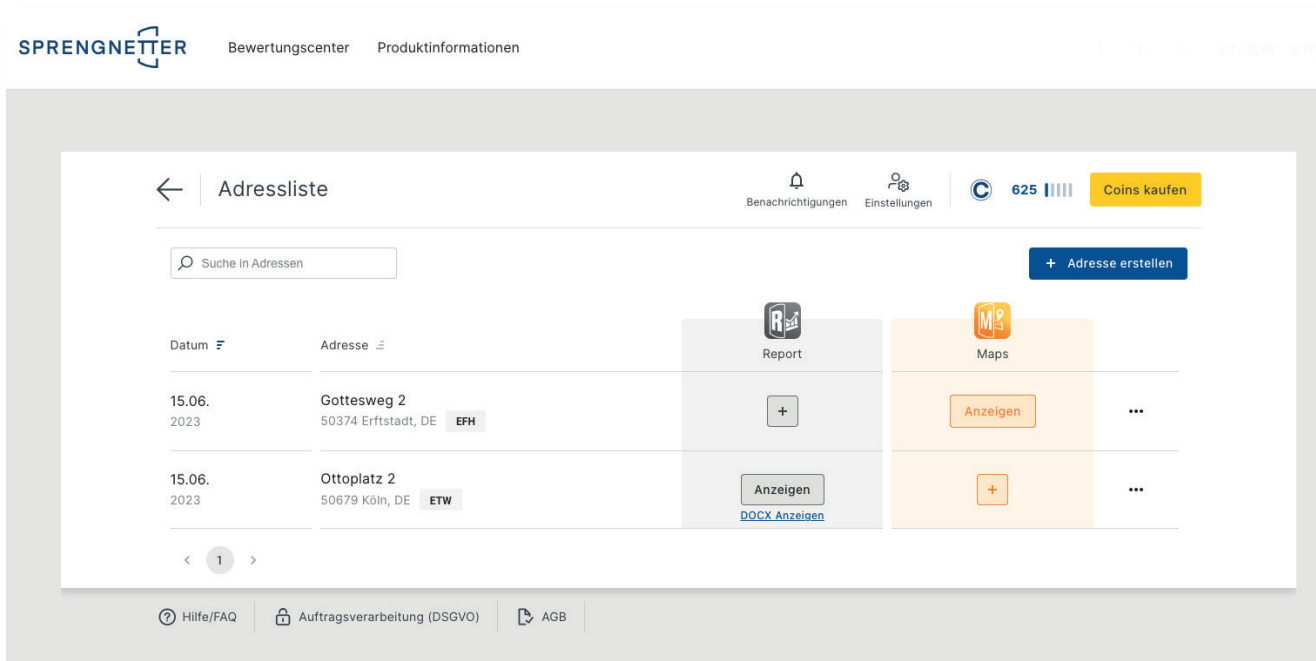 SPRENGNETTER Bewertungscenter Produktinformationen
Adressliste
Benachrichtigungen Einstellungen C 625 Coins kaufen
Suche in Adressen + Adresse erstellen
Datum Adresse R Report M Maps
15.06. Gottesweg 2
2023 50374 Erftstadt, DE EFH + Anzeigen ...
15.06. Ottoplatz 2
2023 50679 Köln, DE ETW Anzeigen + ...
DOCX Anzeigen
< 1 >
Hilfe/FAQ Auftragsverarbeitung (DSGVO) AGB